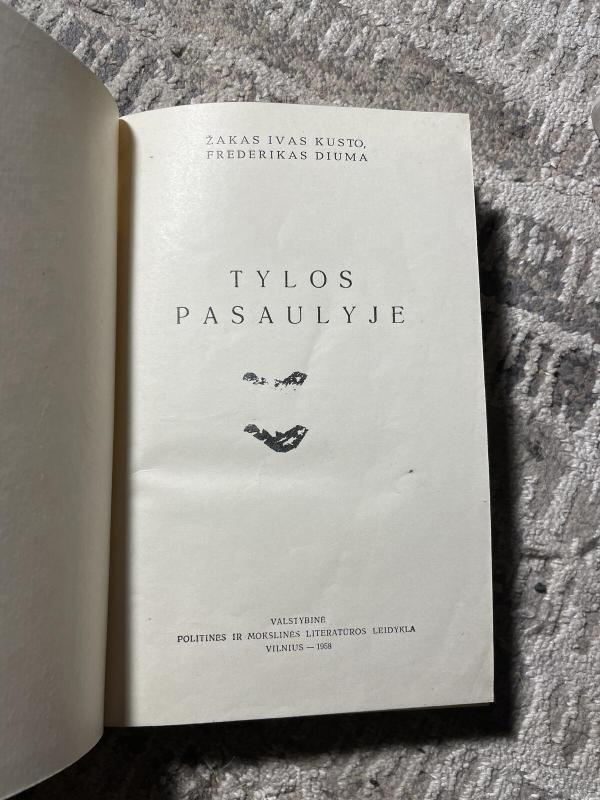 ŽAKAS IVAS KUSTO,
FREDERIKAS DIUMA
TYLOS
PASAULYJE
VALSTYBINĖ
POLITINĖS IR MOKSLINĖS LITERATŪROS LEIDYKLA
VILNIUS — 1958